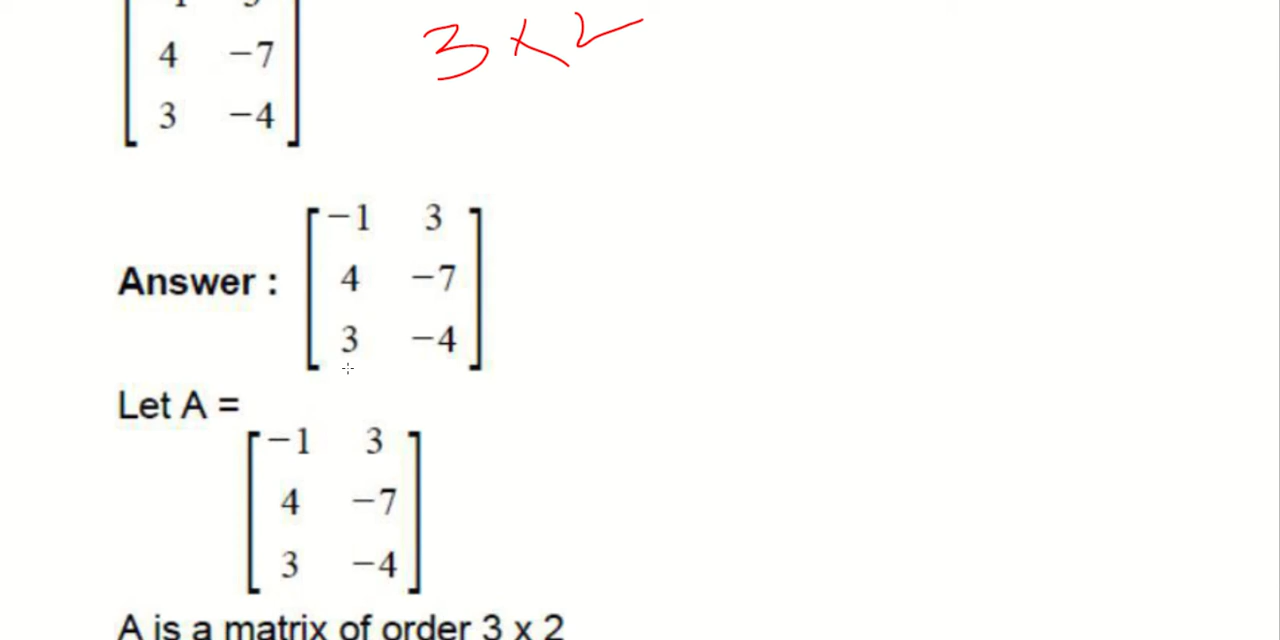 3 × 2
4 −7
3 −4
−1 3
Answer : 4 −7
3 −4
Let A =
−1 3
4 −7
3 −4
A is a matrix of order 3 x 2